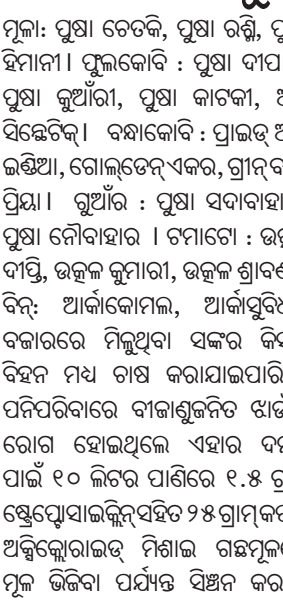 ମୂଳା: ପୁଷା ଚେତକି, ପୁଷା ରଶ୍ମି,
ହିମାନୀ। ଫୁଲକୋବି : ପୁଷା ଦୀପ
ପୁଷା କୁଆଁରୀ, ପୁଷା କାଟକୀ,
ସିନ୍ଥେଟିକ୍। ବନ୍ଧାକୋବି : ପ୍ରାଇଡ୍
ଇଣ୍ଡିଆ, ଗୋଲ୍‌ଡେନ୍ ଏକର, ଗ୍ରୀନ୍
ପ୍ରିୟା। ଗୁଆଁର : ପୁଷା ସଦାବାହା
ପୁଷା ନୌବାହାର । ଟମାଟୋ :
ଦୀପ୍ତି, ଉତ୍କଳ କୁମାରୀ, ଉତ୍କଳ
ବିନ୍: ଆର୍କାକୋମଲ, ଆର୍କାସୁବି
ବଜାରରେ ମିଳୁଥିବା ସଙ୍କର
ବିହନ ମଧ୍ୟ ଚାଷ କରାଯାଇପାରି
ପନିପରିବାରେ ବୀଜାଣୁଜନିତ
ରୋଗ ହୋଇଥିଲେ ଏହାର
ପାଇଁ ୧୦ ଲିଟର ପାଣିରେ ୧.୫
ଷ୍ଟ୍ରେପ୍ଟୋସାଇକ୍ଲିନ୍ ସହିତ ୨୫ ଗ୍ରାମ୍
ଅକ୍ସିକ୍ଲୋରାଇଡ୍ ମିଶାଇ ଗଛମୂଳ
ମୂଳ ଭିଜିବା ପର୍ଯ୍ୟନ୍ତ ସିଞ୍ଚନ